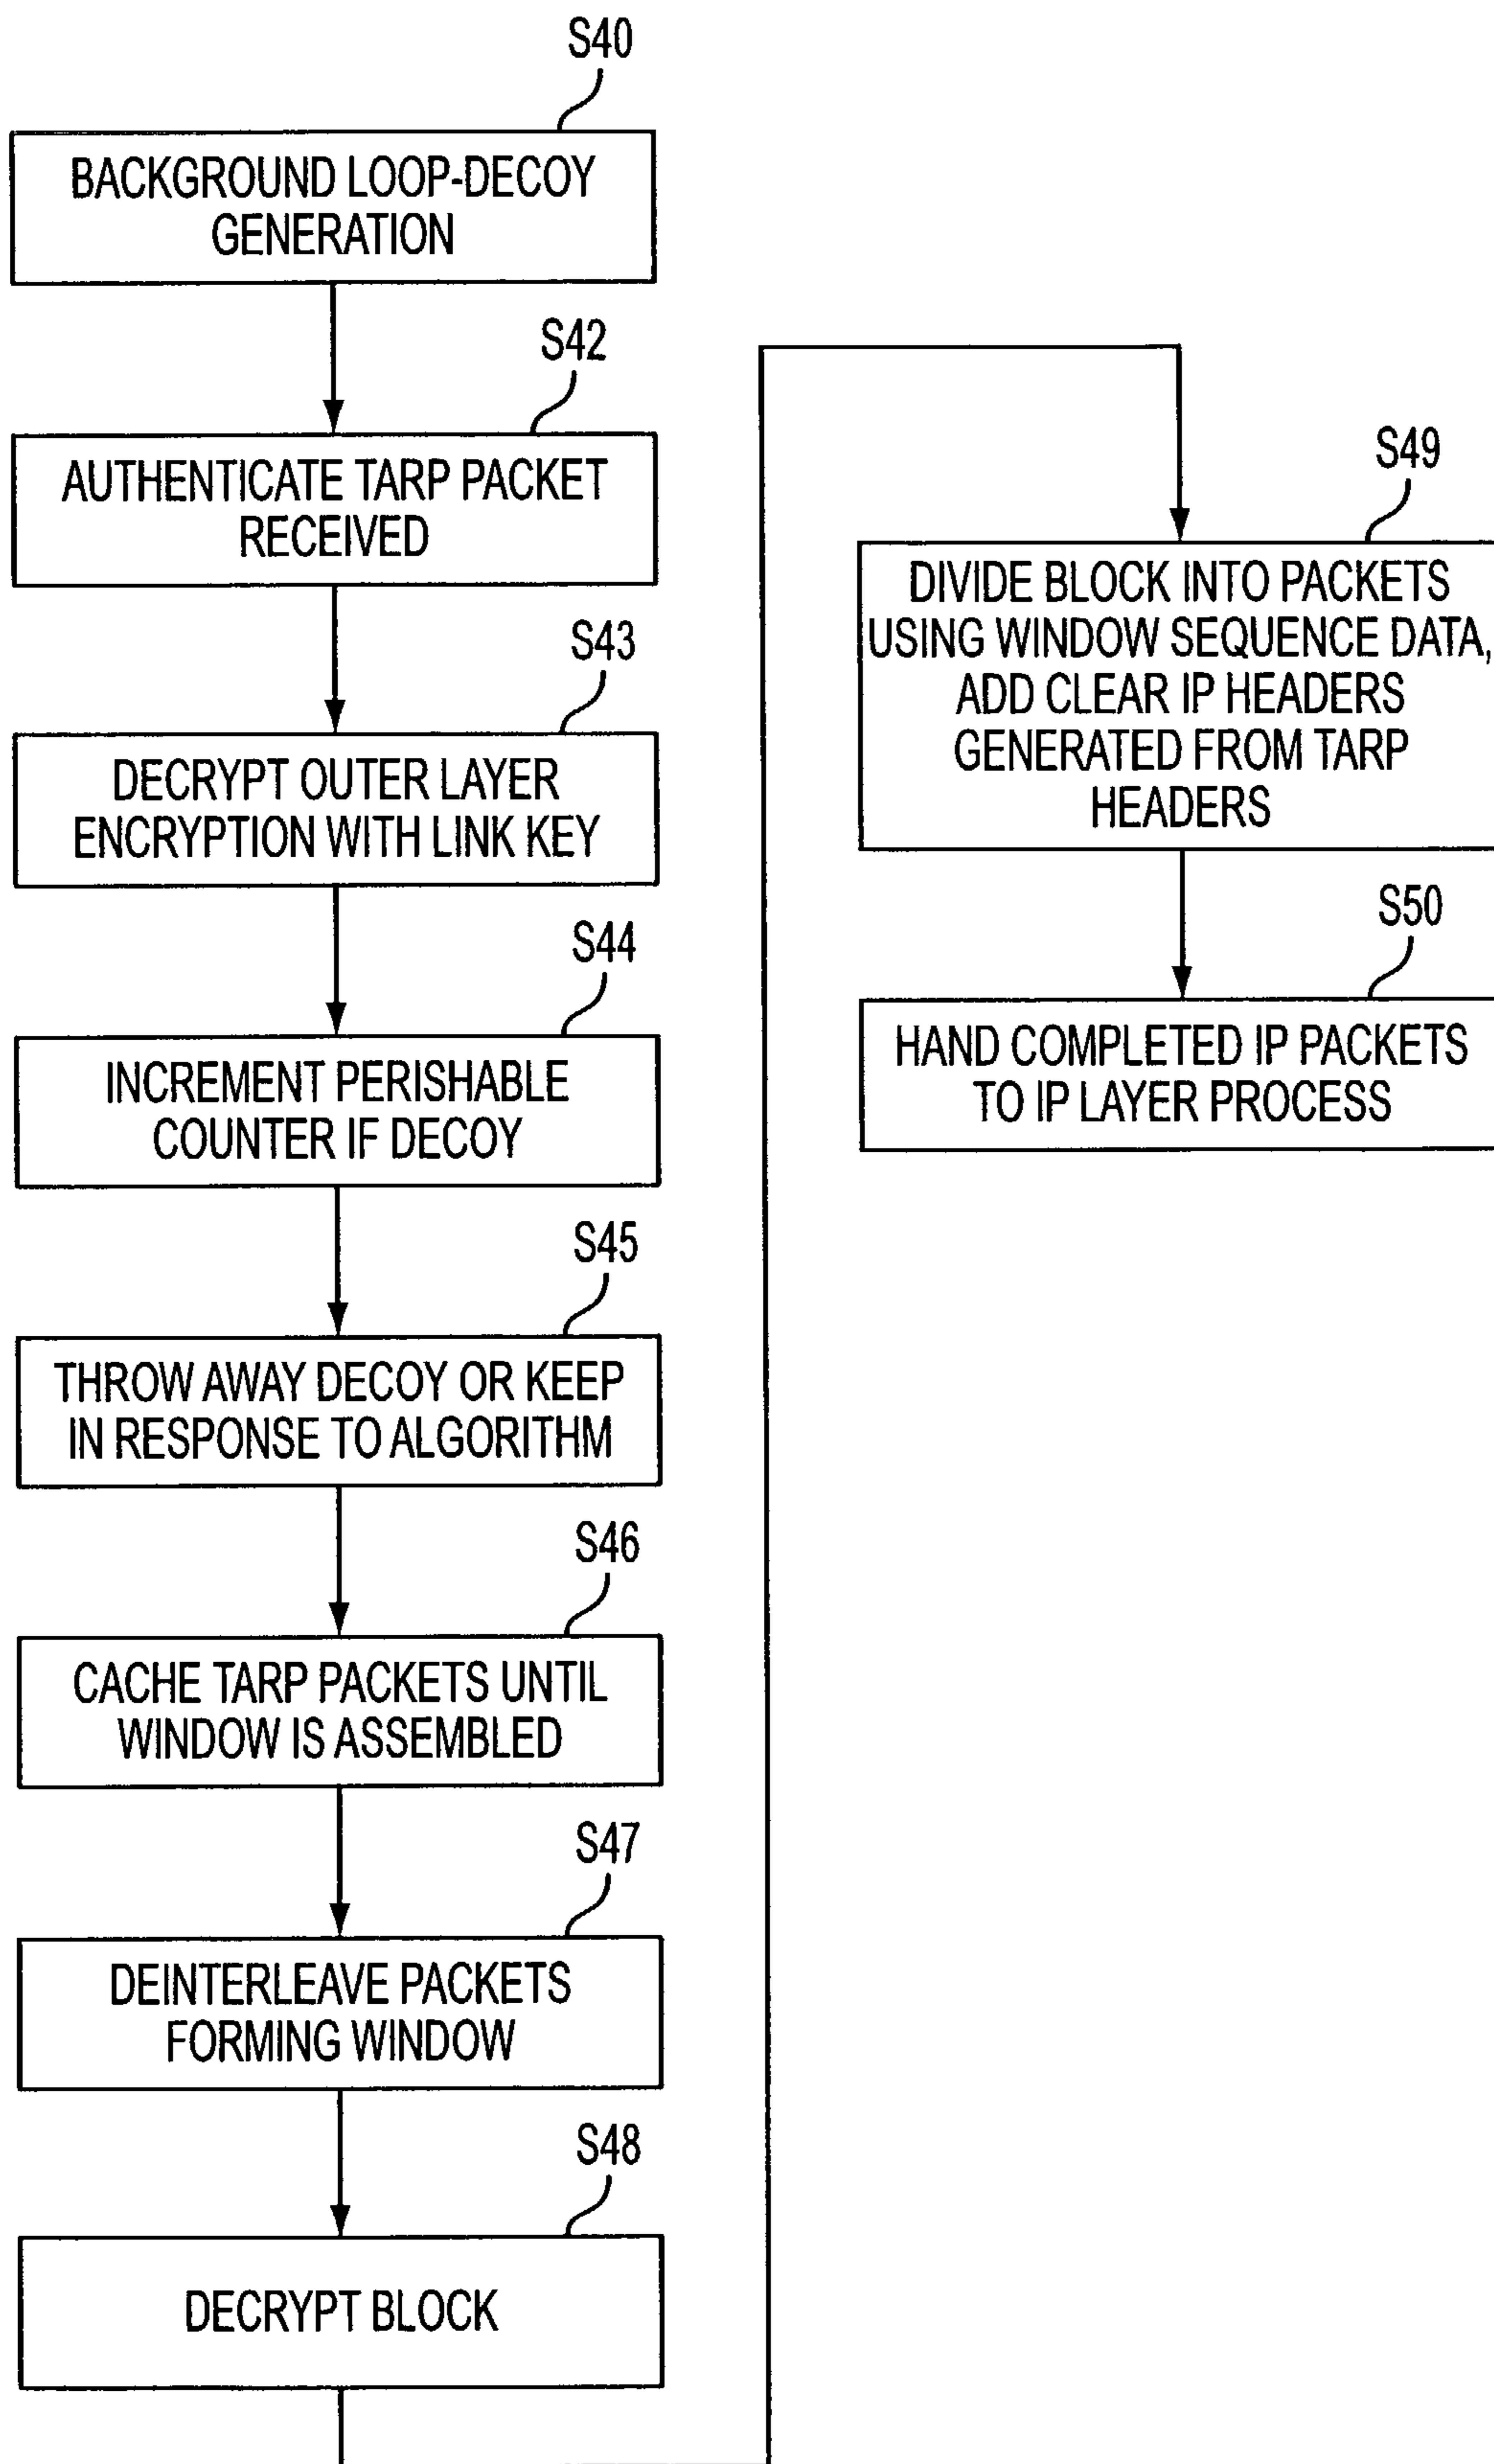 S40
BACKGROUND LOOP-DECOY
GENERATION
S42
AUTHENTICATE TARP PACKET
RECEIVED
S43
DECRYPT OUTER LAYER
ENCRYPTION WITH LINK KEY
S44
INCREMENT PERISHABLE
COUNTER IF DECOY
S45
THROW AWAY DECOY OR KEEP
IN RESPONSE TO ALGORITHM
S46
CACHE TARP PACKETS UNTIL
WINDOW IS ASSEMBLED
S47
DEINTERLEAVE PACKETS
FORMING WINDOW
S48
DECRYPT BLOCK
S49
DIVIDE BLOCK INTO PACKETS
USING WINDOW SEQUENCE DATA,
ADD CLEAR IP HEADERS
GENERATED FROM TARP
HEADERS
S50
HAND COMPLETED IP PACKETS
TO IP LAYER PROCESS